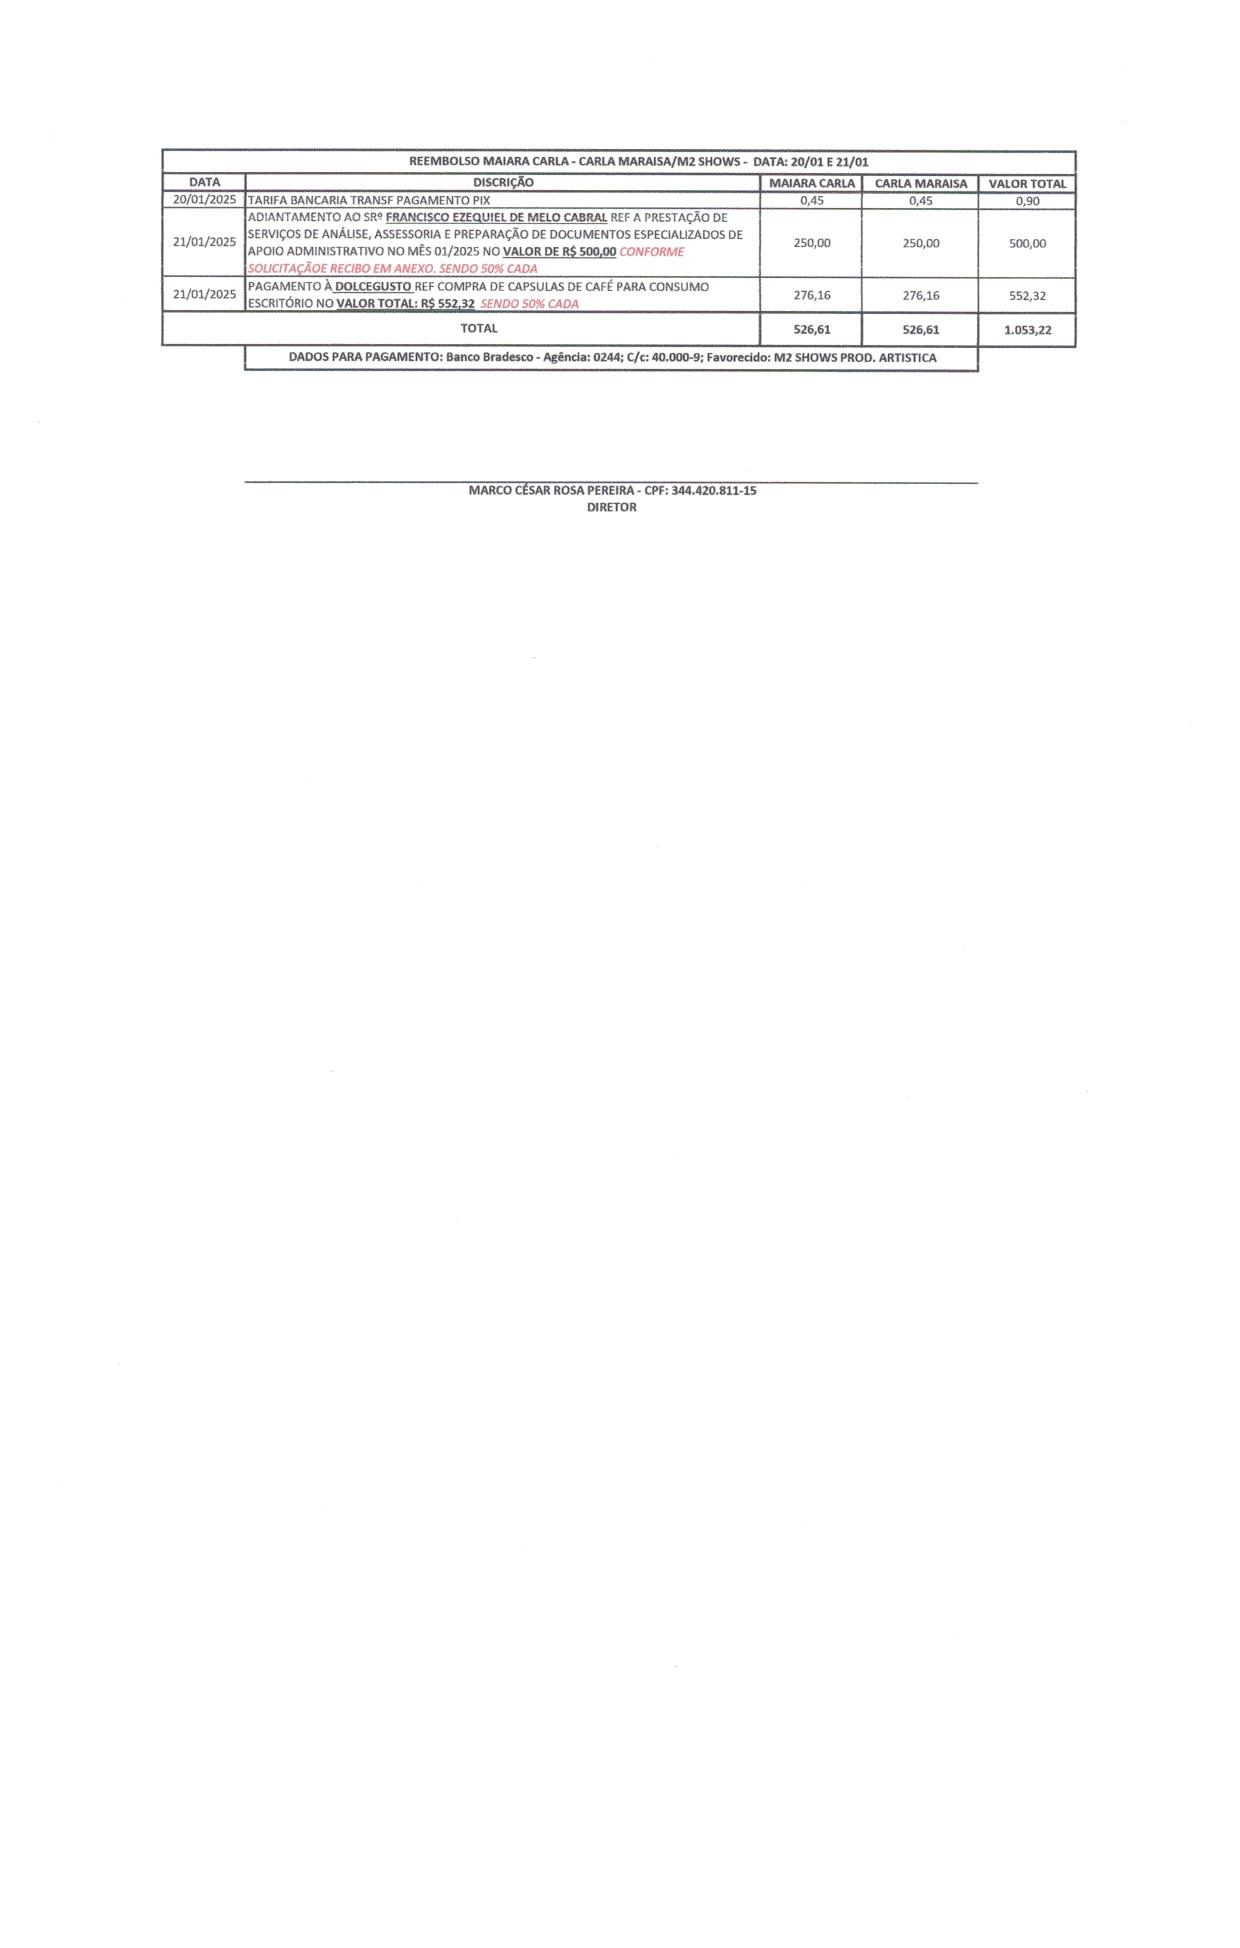 REEMBOLSO MAIARA CARLA - CARLA MARAISA/M2 SHOWS - DATA: 20/01 E 21/01
DATA DISCRIÇÃO MAIARA CARLA CARLA MARAISA VALOR TOTAL
20/01/2025 TARIFA BANCARIA TRANSF PAGAMENTO PIX 0,45 0,45 0,90
ADIANTAMENTO AO SRº FRANCISCO EZEQUIEL DE MELO CABRAL REF A PRESTAÇÃO DE
SERVIÇOS DE ANÁLISE, ASSESSORIA E PREPARAÇÃO DE DOCUMENTOS ESPECIALIZADOS DE
21/01/2025 250,00 250,00 500,00
APOIO ADMINISTRATIVO NO MÊS 01/2025 NO VALOR DE R$ 500,00 CONFORME
SOLICITAÇÃOE RECIBO EM ANEXO. SENDO 50% CADA
PAGAMENTO À DOLCEGUSTO REF COMPRA DE CAPSULAS DE CAFÉ PARA CONSUMO
21/01/2025 276,16 276,16 552,32
ESCRITÓRIO NO VALOR TOTAL: R$ 552,32 SENDO 50% CADA
TOTAL 526,61 526,61 1.053,22
DADOS PARA PAGAMENTO: Banco Bradesco - Agência: 0244; C/c: 40.000-9; Favorecido: M2 SHOWS PROD. ARTISTICA
MARCO CÉSAR ROSA PEREIRA - CPF: 344.420.811-15
DIRETOR